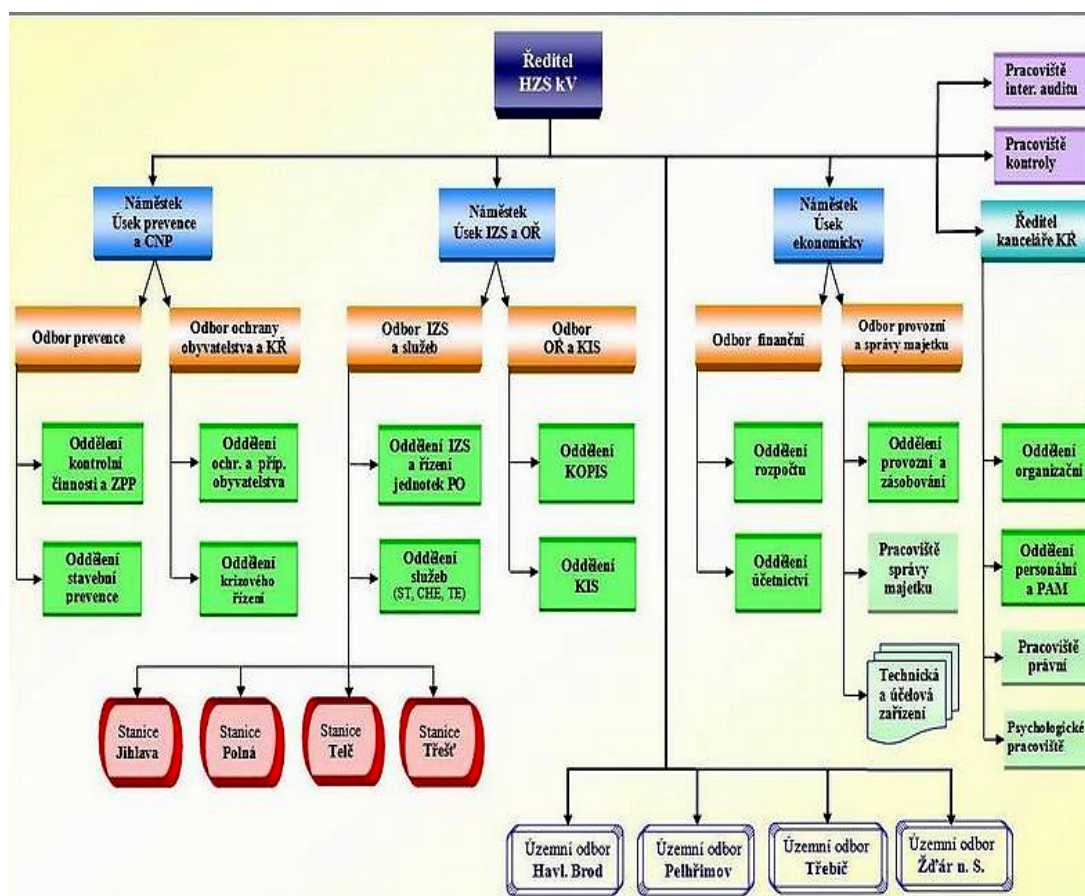 Ředitel
HZS kV
Pracoviště
inter. auditu
Pracoviště
kontroly
Náměstek
Úsek prevence
a CNP
Náměstek
Úsek IZS a OŘ
Náměstek
Úsek
ekonomicky
Ředitel
kanceláře KŘ
Odbor prevence
Odbor ochrany
obyvatelstva a KŘ
Odbor IZS
a služeb
Odbor
OŘ a KIS
Odbor finanční
Odbor provozní
a správy majetku
Oddělení
kontrolní
činnosti a ZPP
Oddělení
ochr. a příp.
obyvatelstva
Oddělení IZS
a řízení
jednotek PO
Oddělení
KOPIS
Oddělení
rozpočtu
Oddělení
provozní a
zásobování
Oddělení
organizační
Oddělení
stavební
prevence
Oddělení
krizového
řízení
Oddělení
služeb
(ST, CHE, TE)
Oddělení
KIS
Oddělení
účetnictví
Pracoviště
správy
majetku
Oddělení
personální
a PAM
Pracoviště
právní
Technická
a účelová
zařízení
Psychologické
pracoviště
Stanice
Jihlava
Stanice
Polná
Stanice
Telč
Stanice
Třešť
Územní odbor
Havl. Brod
Územní odbor
Pelhřimov
Územní odbor
Třebíč
Územní odbor
Žďár n. S.